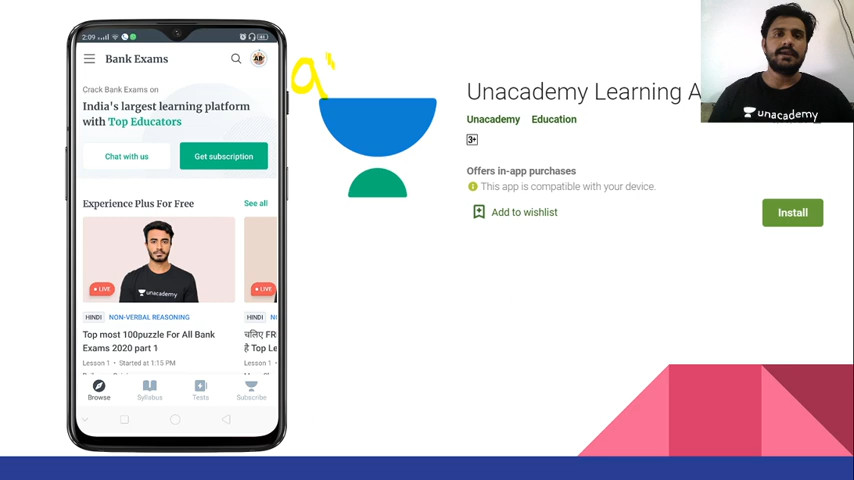 2:09
Bank Exams
AB
Crack Bank Exams on
India's largest learning platform
with Top Educators
Chat with us
Get subscription
Experience Plus For Free
See all
LIVE
unacademy
LIVE
HINDI NON-VERBAL REASONING
HINDI
Top most 100puzzle For All Bank
Exams 2020 part 1
चलिए FR
है Top Le
Lesson 1 • Started at 1:15 PM
Lesson 1
Browse
Syllabus
Tests
Subscribe
a
Unacademy Learning A
Unacademy Education
3+
Offers in-app purchases
This app is compatible with your device.
Add to wishlist
Install
unacademy